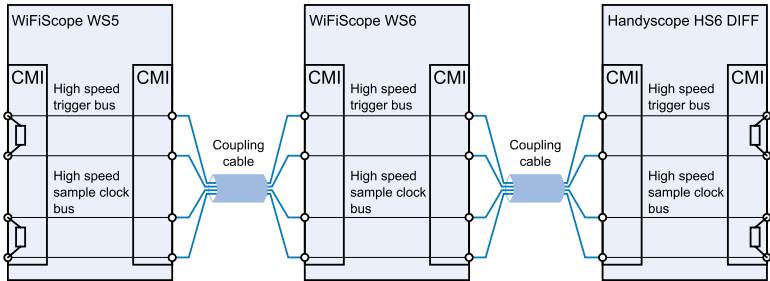 WiFiScope WS5
CMI
CMI
High speed
trigger bus
High speed
sample clock
bus
Coupling
cable
WiFiScope WS6
CMI
CMI
High speed
trigger bus
High speed
sample clock
bus
Coupling
cable
Handyscope HS6 DIFF
CMI
CMI
High speed
trigger bus
High speed
sample clock
bus